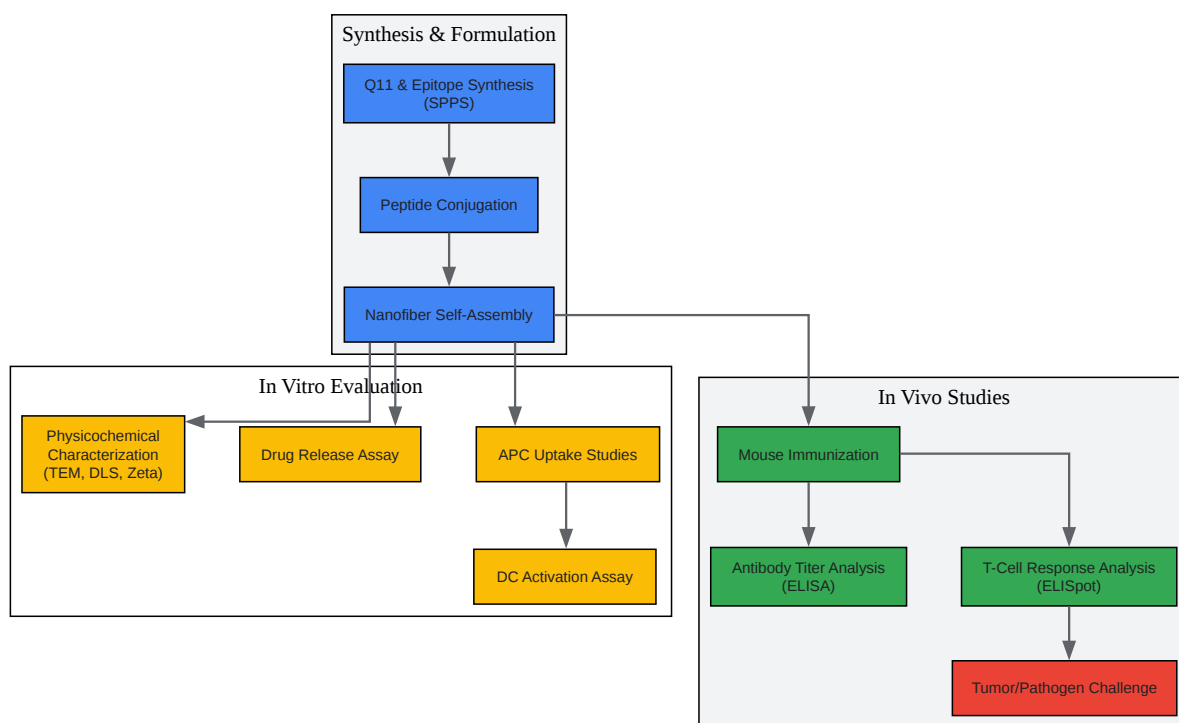 Synthesis & Formulation
Q11 & Epitope Synthesis
(SPPS)
Peptide Conjugation
Nanofiber Self-Assembly
In Vitro Evaluation
Physicochemical
Characterization
(TEM, DLS, Zeta)
Drug Release Assay
APC Uptake Studies
DC Activation Assay
In Vivo Studies
Mouse Immunization
Antibody Titer Analysis
(ELISA)
T-Cell Response Analysis
(ELISpot)
Tumor/Pathogen Challenge